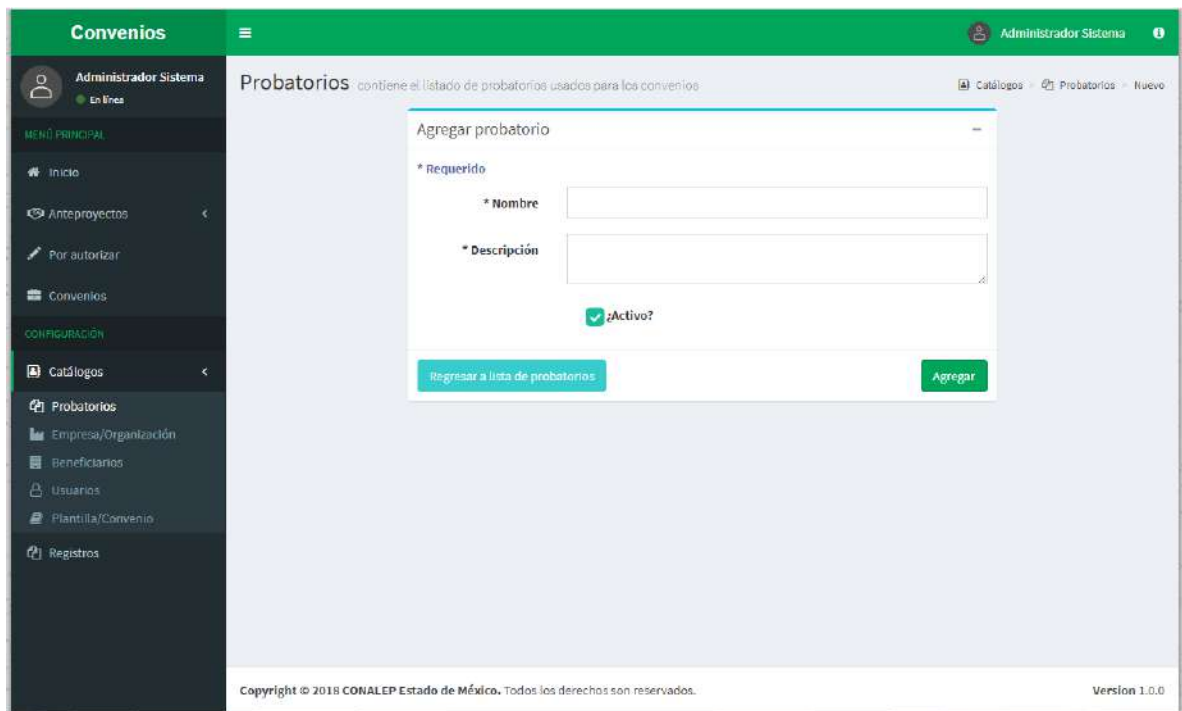 Convenios
Administrador Sistema
Administrador Sistema
En línea
Probatorios contiene el listado de probatorios usados para los convenios
Catálogos > Probatorios > Nuevo
MENÚ PRINCIPAL
Inicio
Anteproyectos
Por autorizar
Convenios
CONFIGURACIÓN
Catálogos
Probatorios
Empresa/Organización
Beneficiarios
Usuarios
Plantilla/Convenio
Registros
Agregar probatorio
* Requerido
* Nombre
* Descripción
¿Activo?
Regresar a lista de probatorios
Agregar
Copyright © 2018 CONALEP Estado de México. Todos los derechos son reservados.
Version 1.0.0